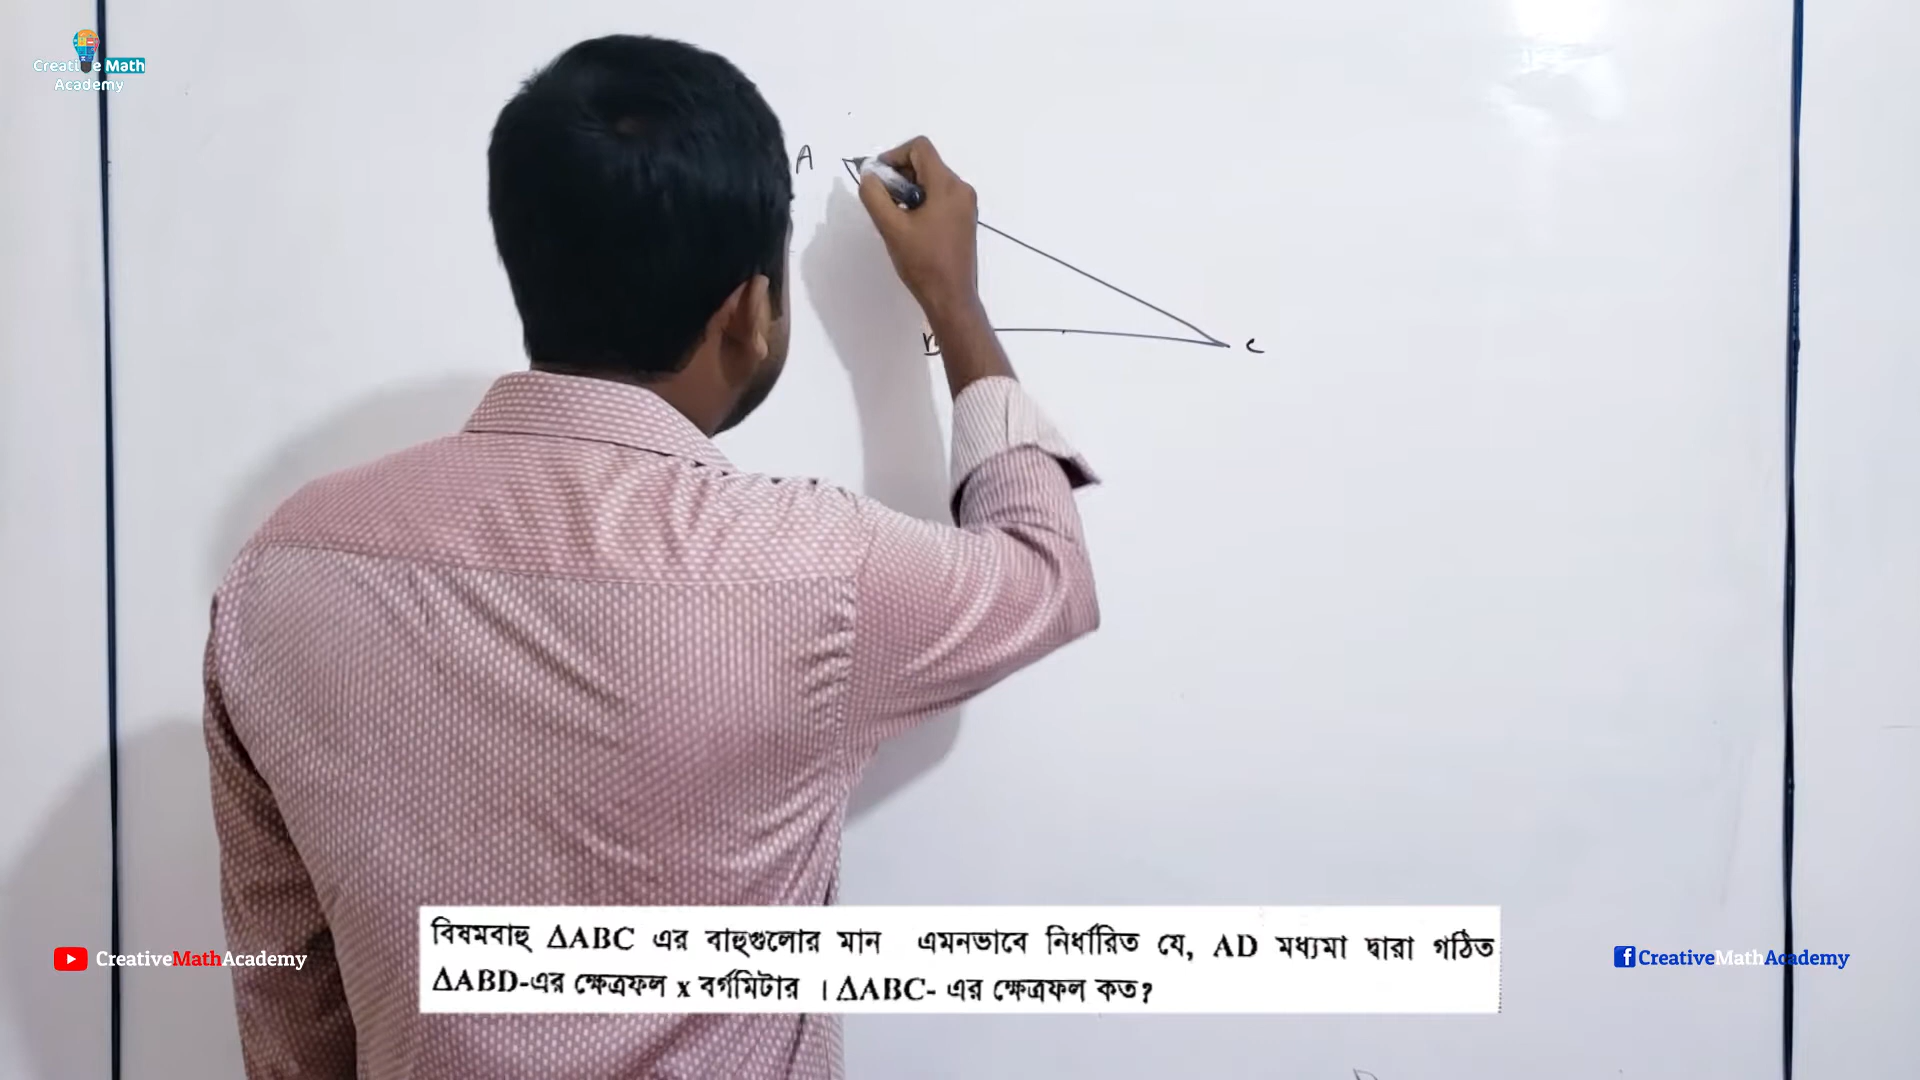 Creative Math
Academy
A
B
C
বিষমবাহু ΔABC এর বাহুগুলোর মান এমনভাবে নির্ধারিত যে, AD মধ্যমা দ্বারা গঠিত
ΔABD-এর ক্ষেত্রফল x বর্গমিটার । ΔABC- এর ক্ষেত্রফল কত?
CreativeMathAcademy
CreativeMathAcademy